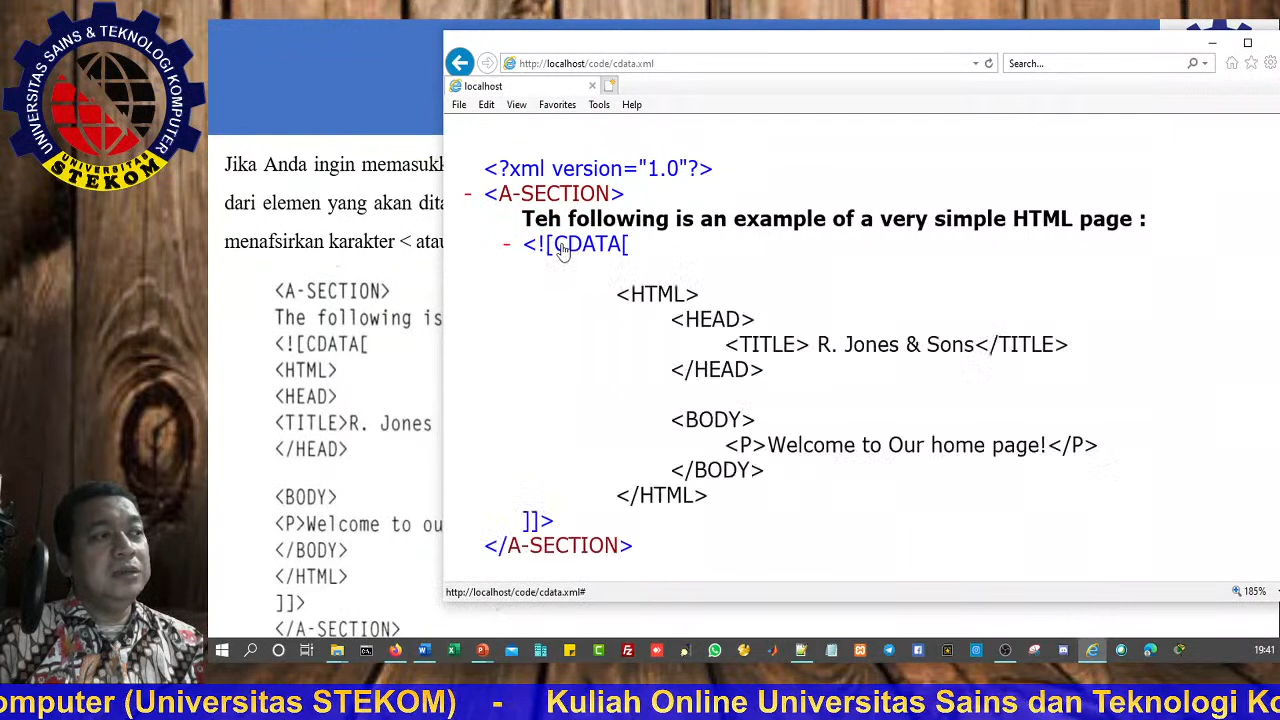 UNIVERSITAS SAINS & TEKNOLOGI KOMPUTER
UNIVERSITAS
STEKOM
http://localhost/code/cdata.xml
Search...
localhost
File Edit View Favorites Tools Help
Jika Anda ingin memasukk
dari elemen yang akan dita
menafsirkan karakter < atau
<A-SECTION>
The following is
<![CDATA[
<HTML>
<HEAD>
<TITLE>R. Jones
</HEAD>
<BODY>
<P>Welcome to ou
</BODY>
</HTML>
]]>
</A-SECTION>
<?xml version="1.0"?>
- <A-SECTION>
Teh following is an example of a very simple HTML page :
- <![CDATA[
<HTML>
<HEAD>
<TITLE> R. Jones & Sons</TITLE>
</HEAD>
<BODY>
<P>Welcome to Our home page!</P>
</BODY>
</HTML>
]]>
</A-SECTION>
http://localhost/code/cdata.xml#
185%
19:41
omputer (Universitas STEKOM) - Kuliah Online Universitas Sains dan Teknologi Ko